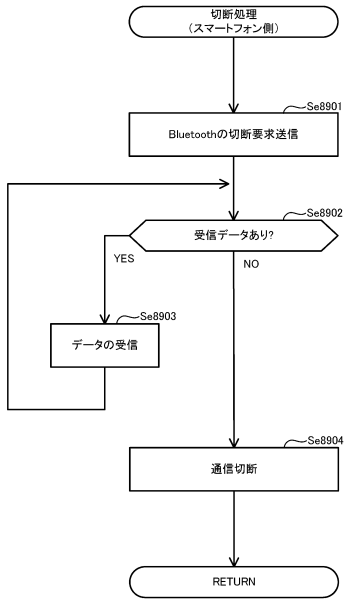 切断処理
(スマートフォン側)
Se8901
Bluetoothの切断要求送信
Se8902
受信データあり?
YES
NO
Se8903
データの受信
Se8904
通信切断
RETURN